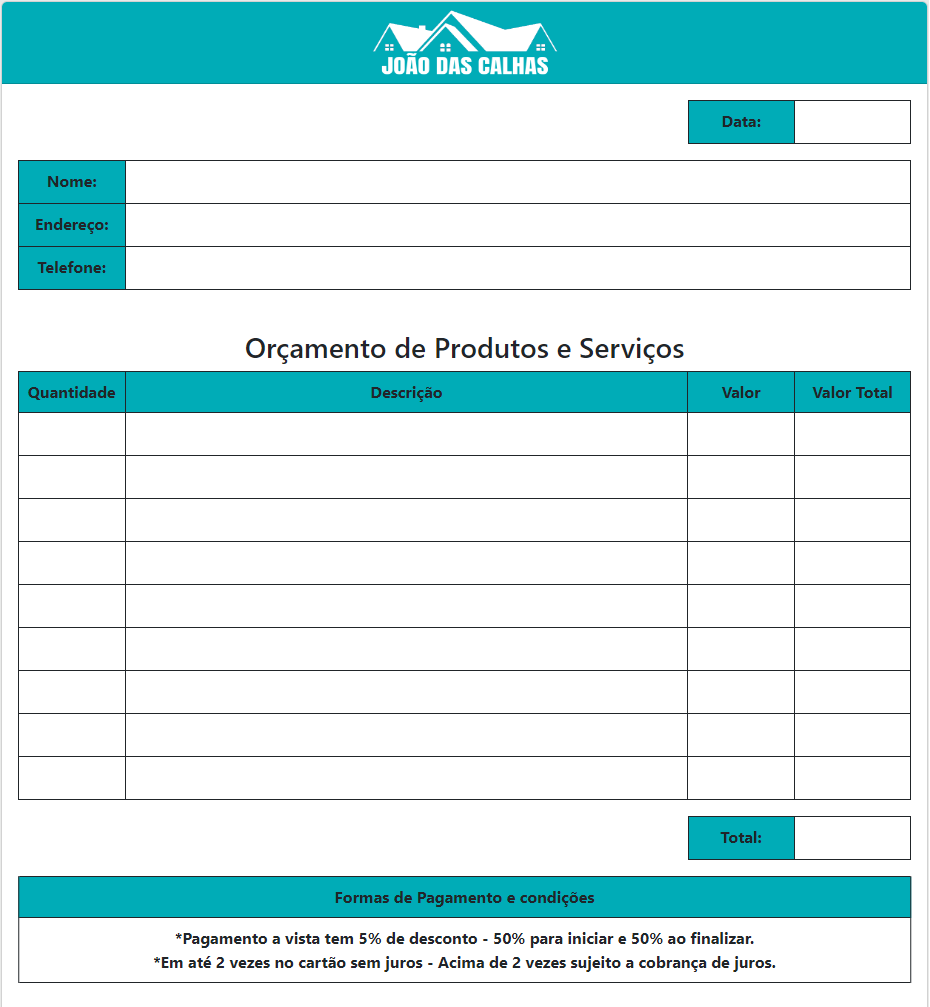 JOÃO DAS CALHAS
Data:
Nome:
Endereço:
Telefone:
Orçamento de Produtos e Serviços
Quantidade Descrição Valor Valor Total
Total:
Formas de Pagamento e condições
*Pagamento a vista tem 5% de desconto - 50% para iniciar e 50% ao finalizar.
*Em até 2 vezes no cartão sem juros - Acima de 2 vezes sujeito a cobrança de juros.